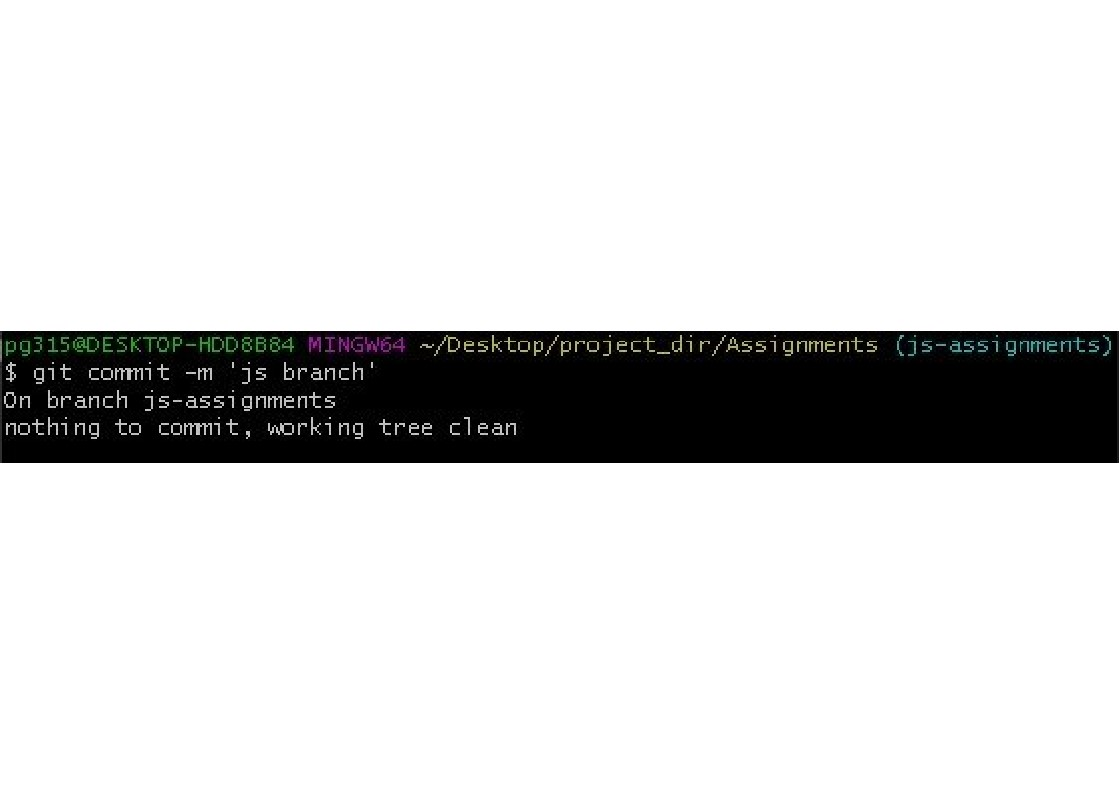 pg315@DESKTOP-HDD8B84 MINGW64 ~/Desktop/project_dir/Assignments (js-assignments)
$ git commit -m 'js branch'
On branch js-assignments
nothing to commit, working tree clean